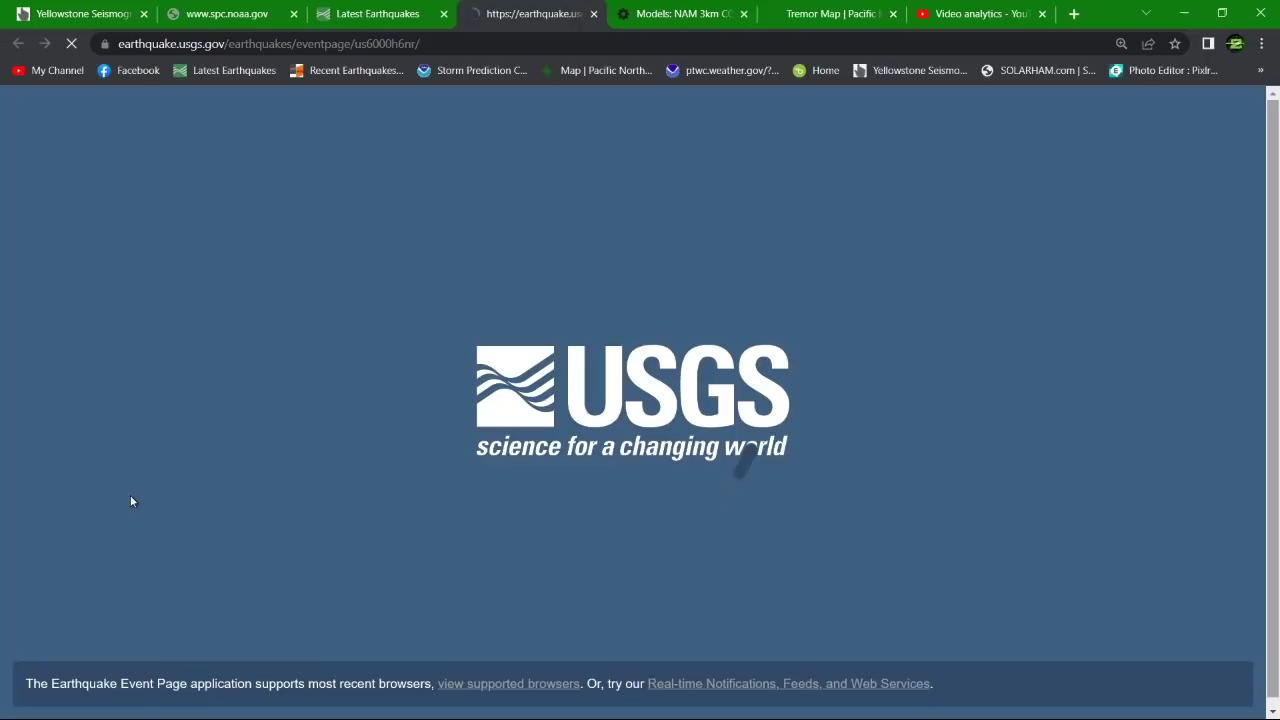 Yellowstone Seismogr
www.spc.noaa.gov
Latest Earthquakes
https://earthquake.us
Models: NAM 3km CO
Tremor Map | Pacific
Video analytics - You
earthquake.usgs.gov/earthquakes/eventpage/us6000h6nr/
My Channel
Facebook
Latest Earthquakes
Recent Earthquakes...
Storm Prediction C...
Map | Pacific North...
ptwc.weather.gov/?...
Home
Yellowstone Seismo...
SOLARHAM.com | S...
Photo Editor : Pixlr...
USGS
science for a changing world
The Earthquake Event Page application supports most recent browsers, view supported browsers. Or, try our Real-time Notifications, Feeds, and Web Services.